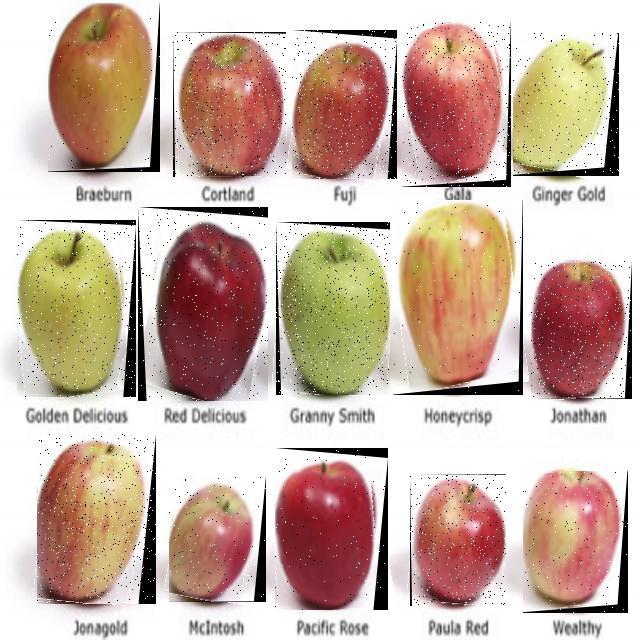 Braeburn
Cortland
Fuji
Gala
Ginger Gold
Golden Delicious
Red Delicious
Granny Smith
Honeycrisp
Jonathan
Jonagold
McIntosh
Pacific Rose
Paula Red
Wealthy